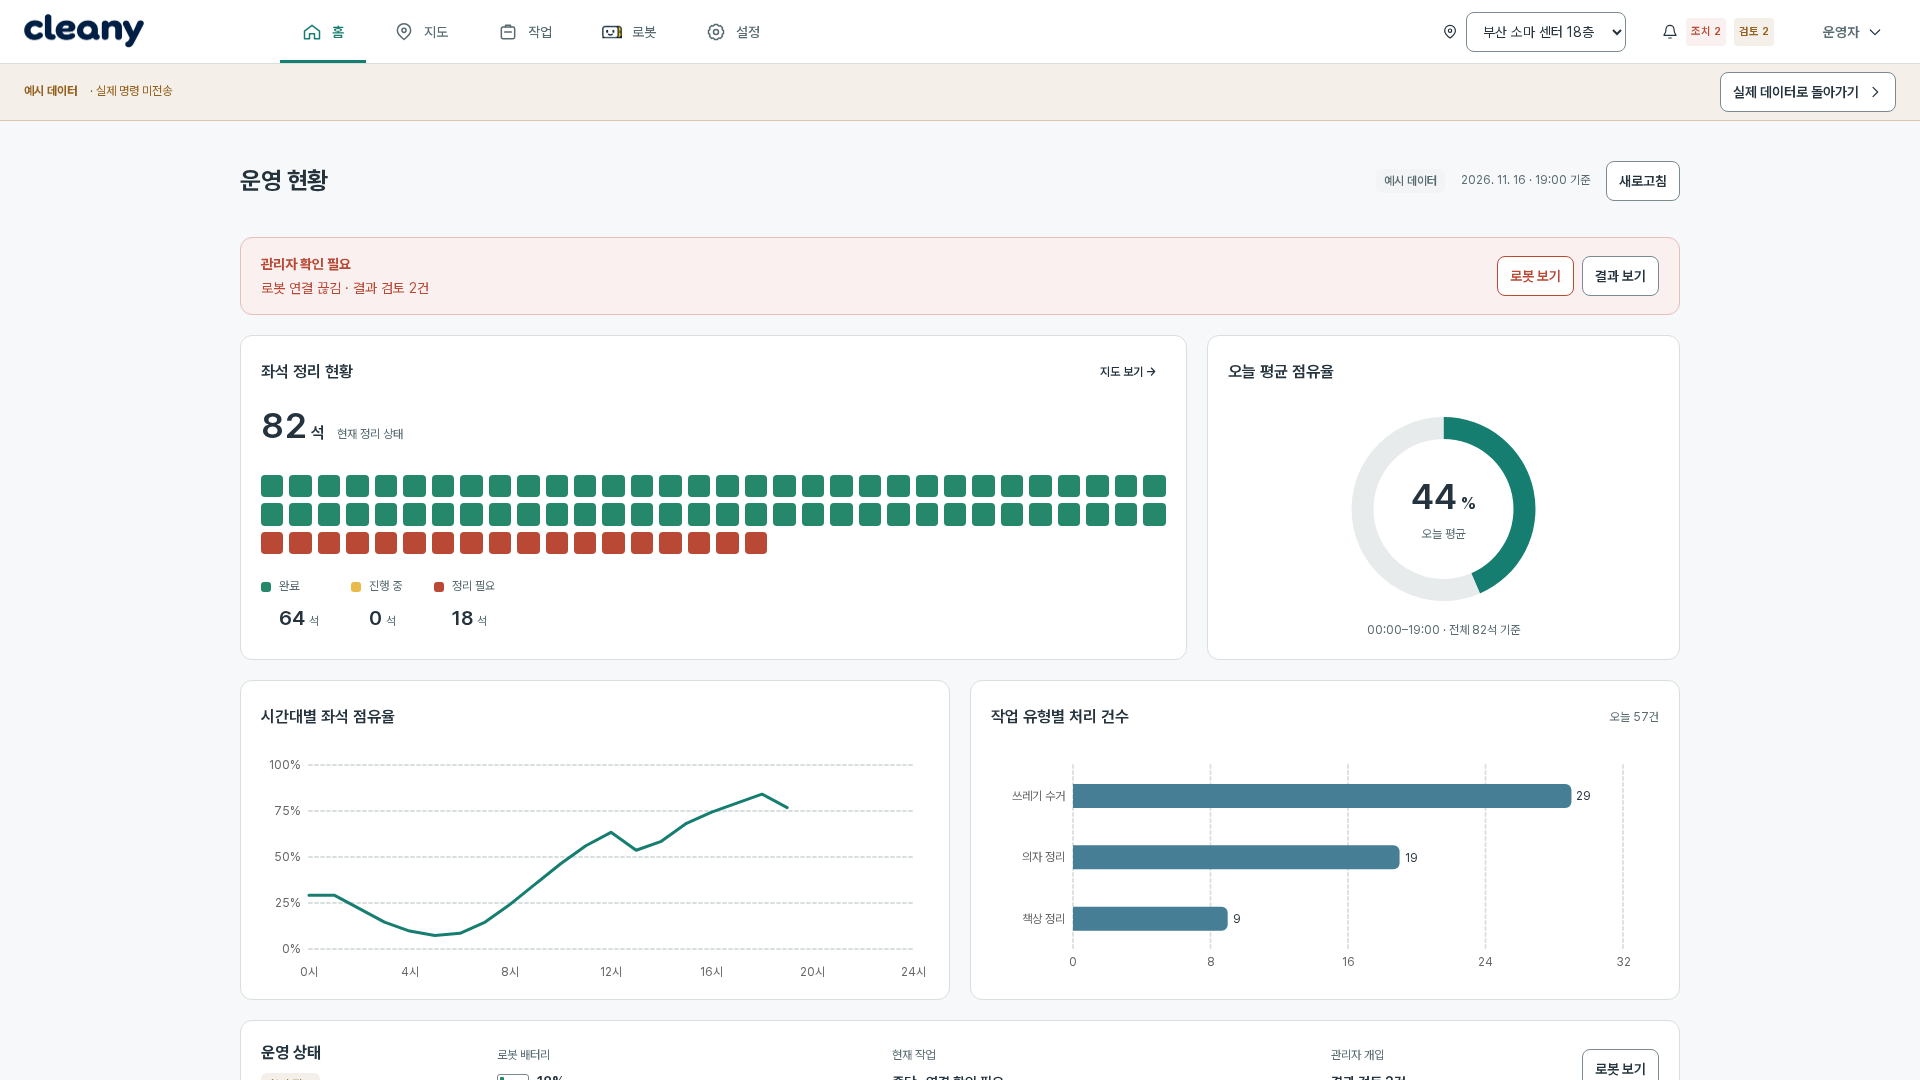 cleany
홈
지도
작업
로봇
설정
부산 소마 센터 18층
조치 2
검토 2
운영자
예시 데이터 · 실제 명령 미전송
실제 데이터로 돌아가기
운영 현황
예시 데이터
2026. 11. 16 · 19:00 기준
새로고침
관리자 확인 필요
로봇 연결 끊김 · 결과 검토 2건
로봇 보기
결과 보기
좌석 정리 현황
지도 보기 →
82 석 현재 정리 상태
완료
64 석
진행 중
0 석
정리 필요
18 석
오늘 평균 점유율
44 %
오늘 평균
00:00–19:00 · 전체 82석 기준
시간대별 좌석 점유율
100%
75%
50%
25%
0%
0시 4시 8시 12시 16시 20시 24시
작업 유형별 처리 건수
오늘 57건
쓰레기 수거 29
의자 정리 19
책상 정리 9
0 8 16 24 32
운영 상태
로봇 배터리
현재 작업
관리자 개입
로봇 보기